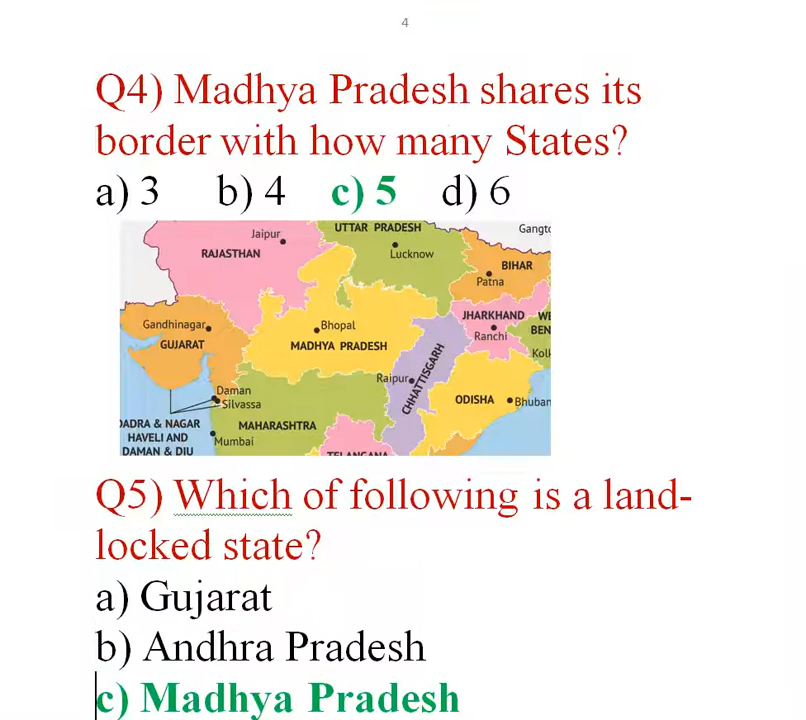 4
Q4) Madhya Pradesh shares its
border with how many States?
a) 3 b) 4 c) 5 d) 6
UTTAR PRADESH
Jaipur
Gangto
RAJASTHAN
Lucknow
BIHAR
Patna
JHARKHAND
WE
Gandhinagar
Bhopal
BEN
GUJARAT
MADHYA PRADESH
Ranchi
Kolk
Raipur
CHHATTISGARH
Daman
Silvassa
ODISHA
Bhuban
DADRA & NAGAR
HAVELI AND
DAMAN & DIU
MAHARASHTRA
Mumbai
TELANGANA
Q5) Which of following is a land-
locked state?
a) Gujarat
b) Andhra Pradesh
c) Madhya Pradesh